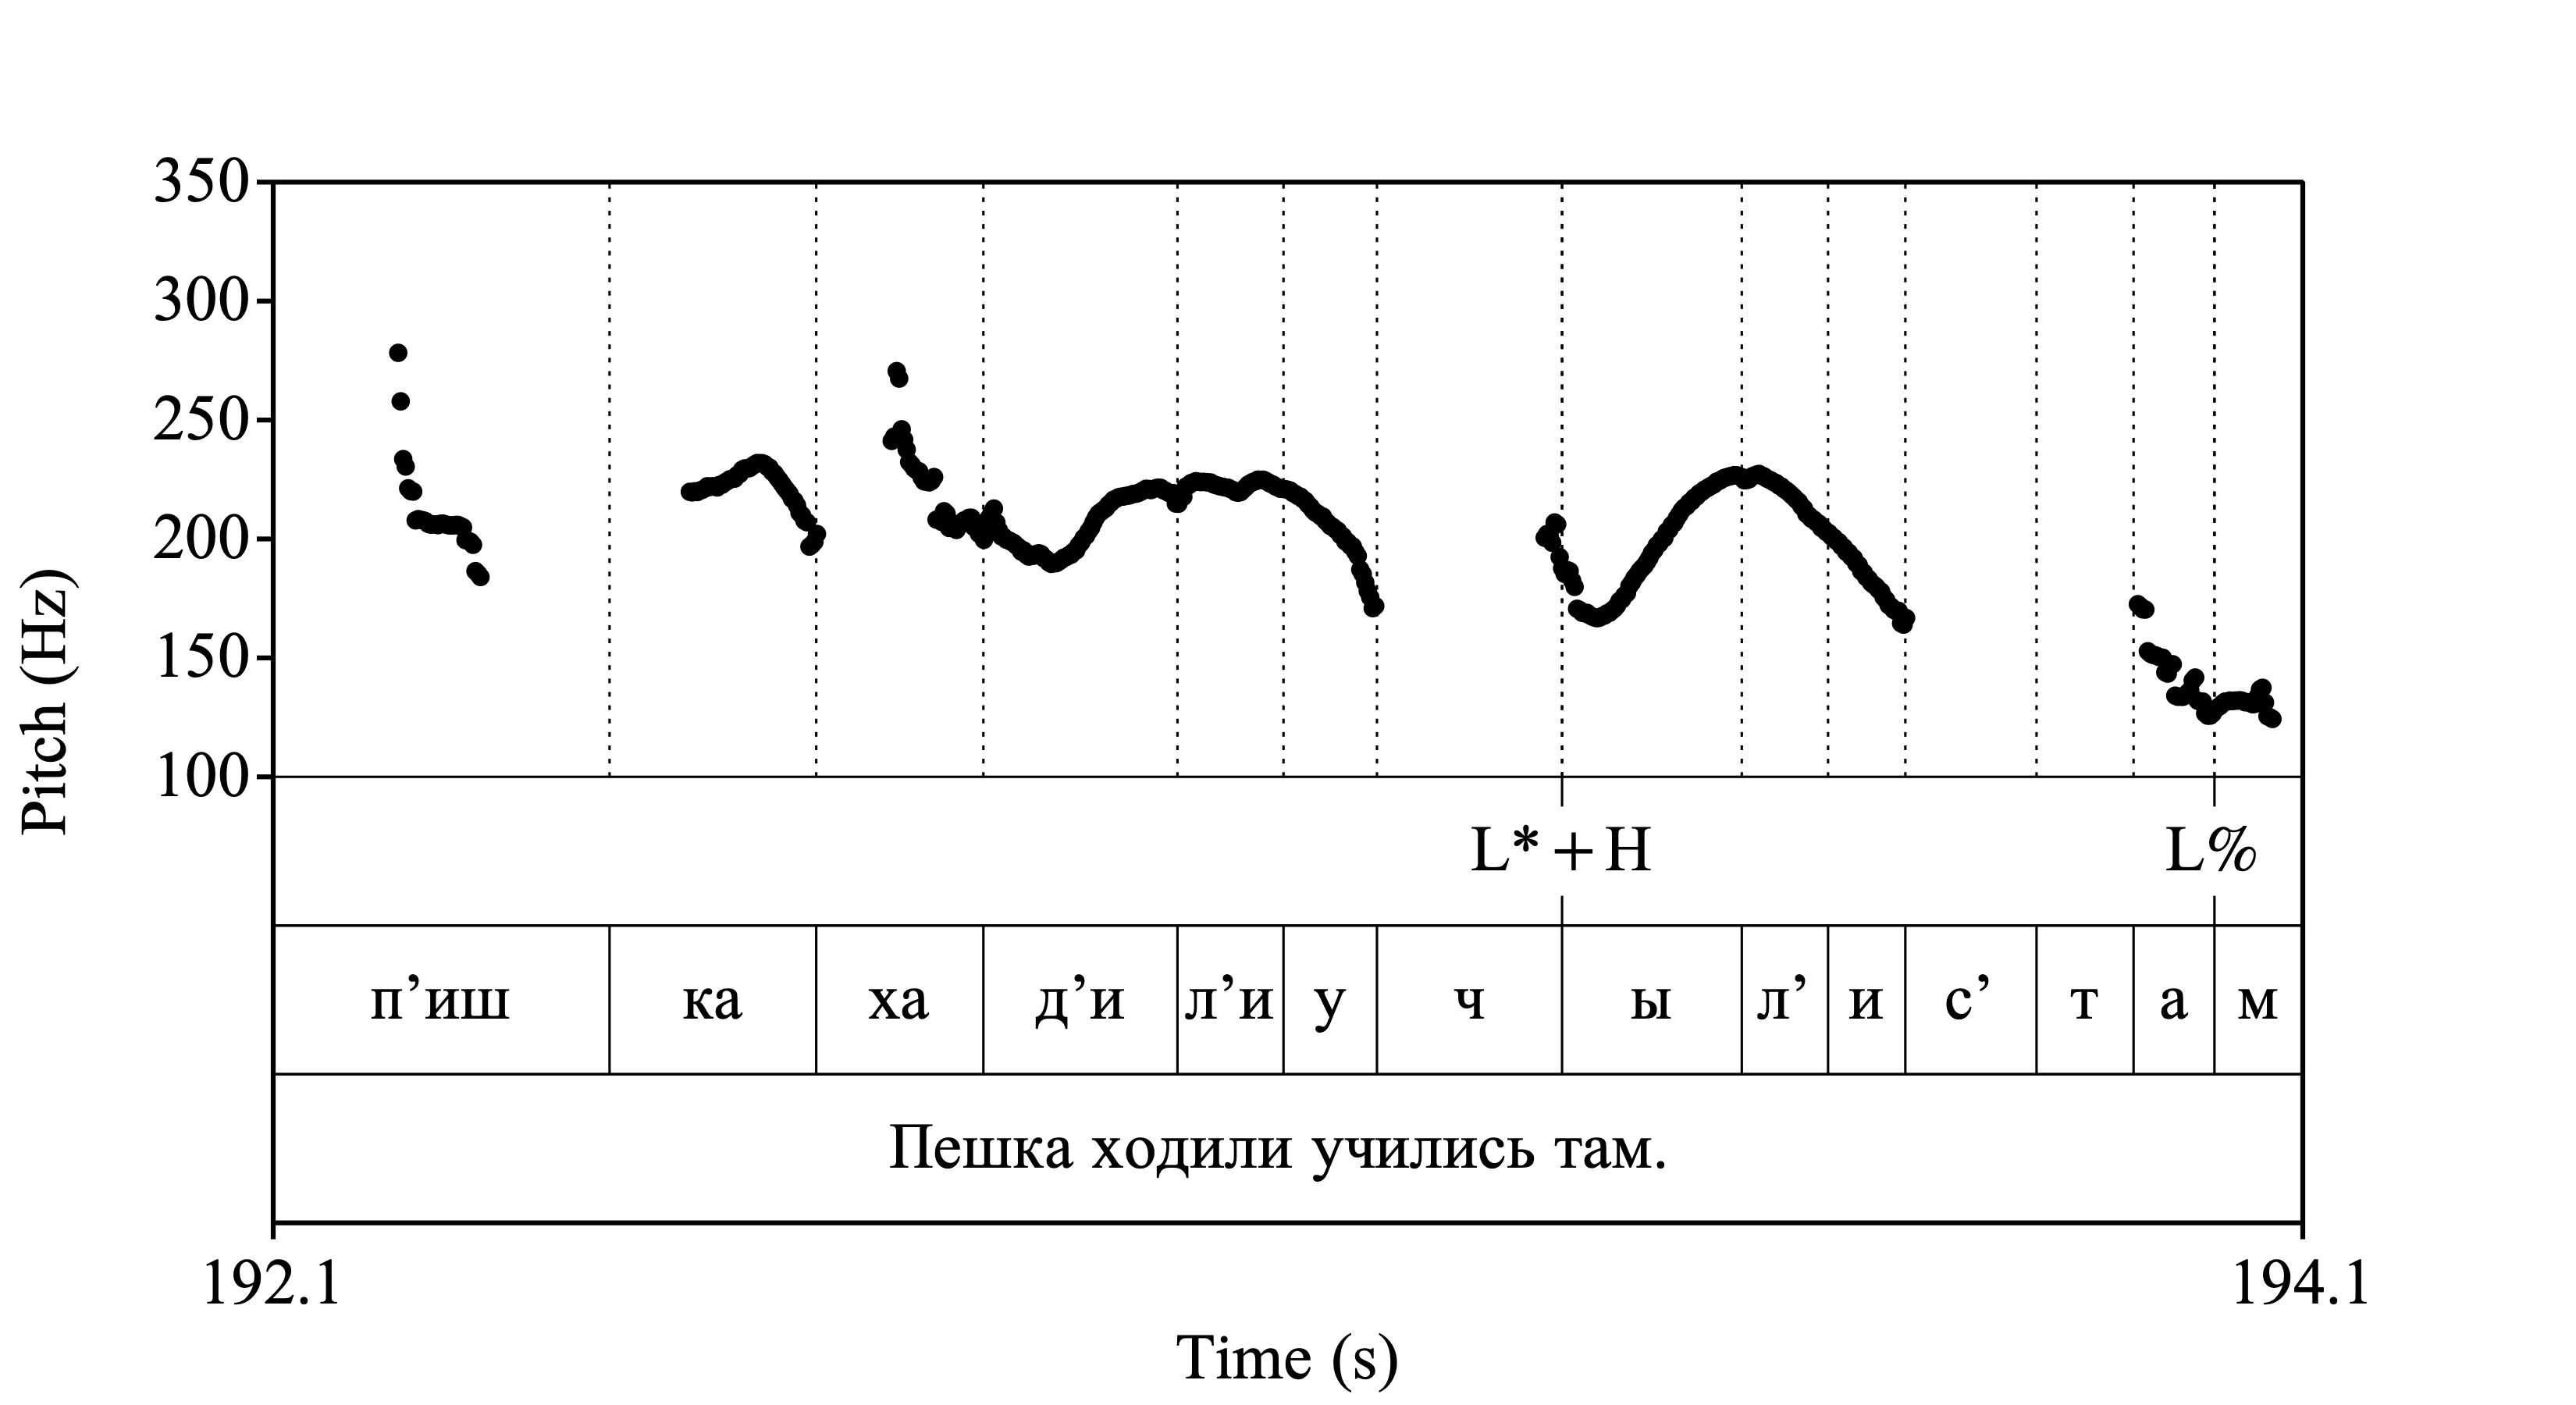 350
300
250
200
150
100
Pitch (Hz)
L*+H L%
п’иш ка ха д’и л’и у ч ы л’ и с’ т а м
Пешка ходили учились там.
192.1 194.1
Time (s)